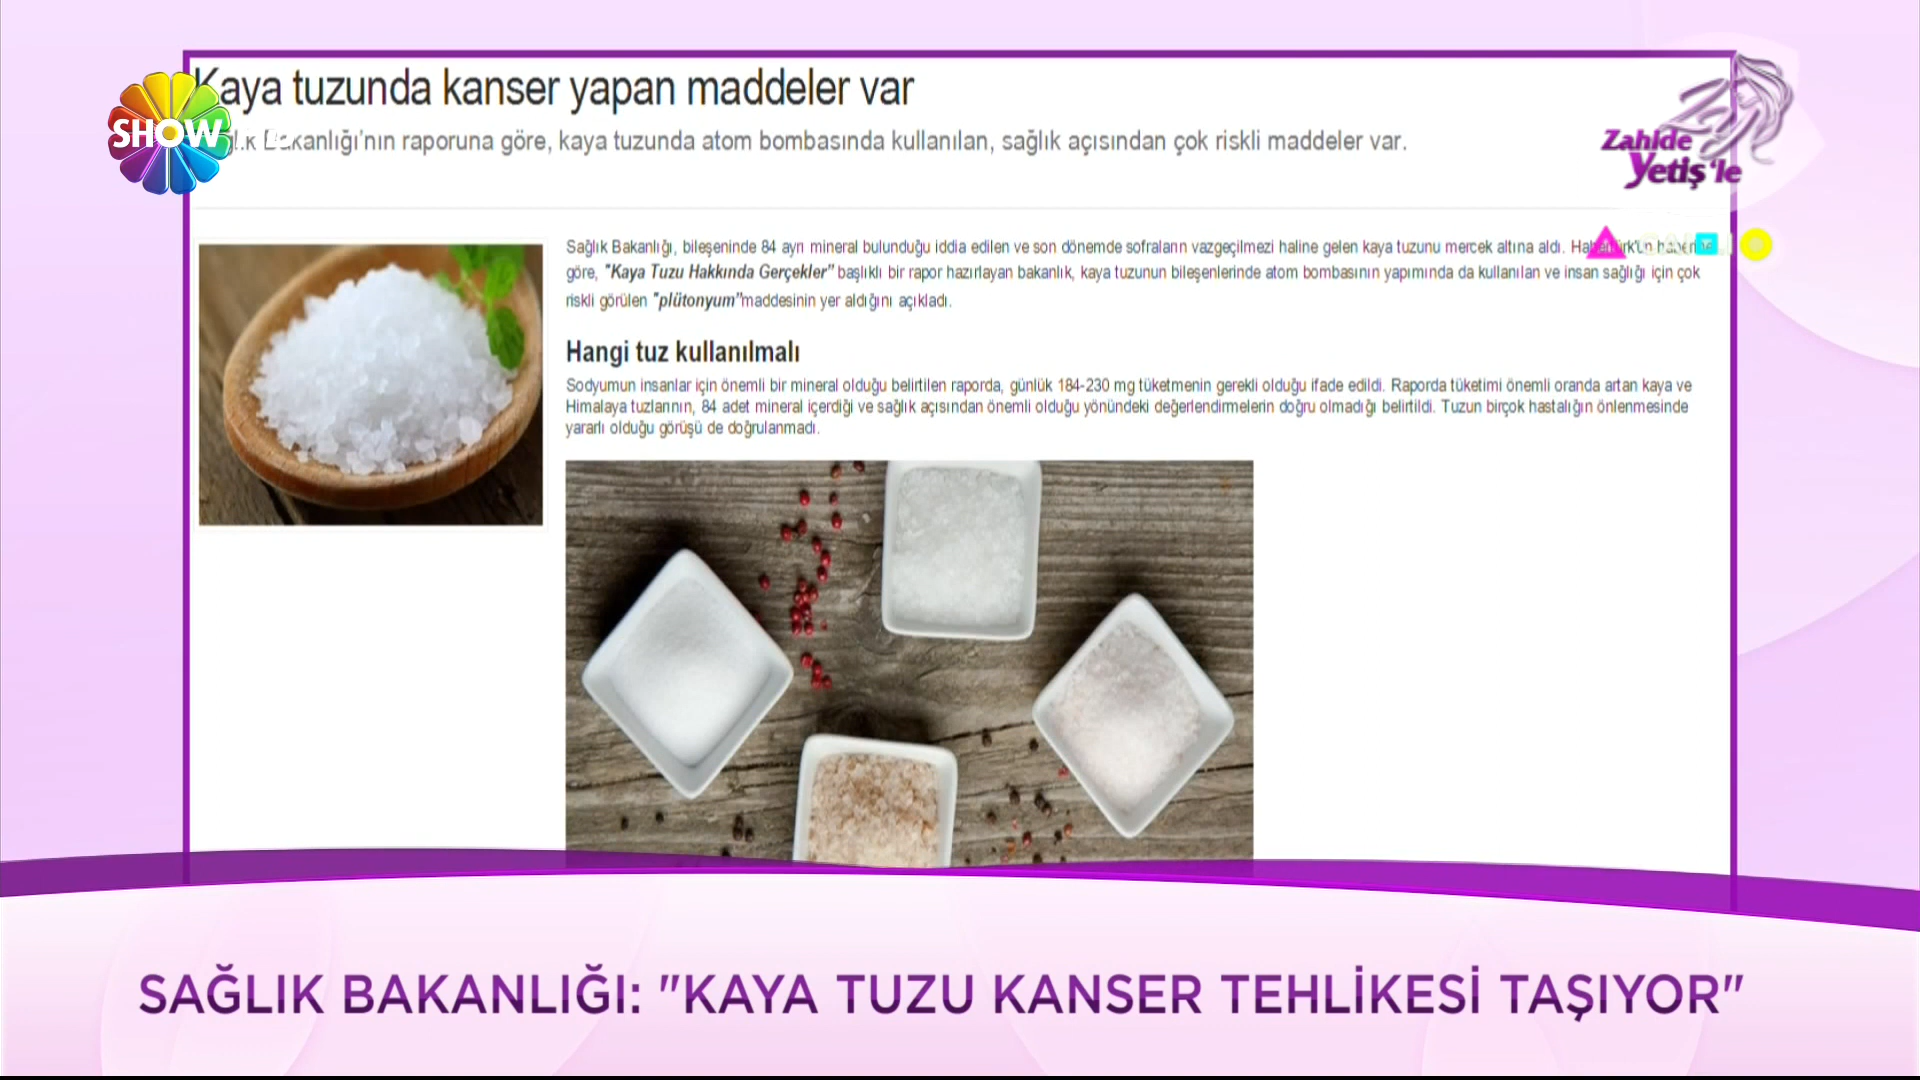 Kaya tuzunda kanser yapan maddeler var
SHOW
Bakanlığı'nın raporuna göre, kaya tuzunda atom bombasında kullanılan, sağlık açısından çok riskli maddeler var.
Zahide
Yetiş'le
Sağlık Bakanlığı, bileşeninde 84 ayrı mineral bulunduğu iddia edilen ve son dönemde sofraların vazgeçilmezi haline gelen kaya tuzunu mercek altına aldı.
göre, "Kaya Tuzu Hakkında Gerçekler" başlıklı bir rapor hazırlayan bakanlık, kaya tuzunun bileşenlerinde atom bombasının yapımında da kullanılan ve insan sağlığı için çok
riskli görülen "plütonyum"maddesinin yer aldığını açıkladı.
Hangi tuz kullanılmalı
Sodyumun insanlar için önemli bir mineral olduğu belirtilen raporda, günlük 184-230 mg tüketmenin gerekli olduğu ifade edildi. Raporda tüketimi önemli oranda artan kaya ve
Himalaya tuzlarının, 84 adet mineral içerdiği ve sağlık açısından önemli olduğu yönündeki değerlendirmelerin doğru olmadığı belirtildi. Tuzun birçok hastalığın önlenmesinde
yararlı olduğu görüşü de doğrulanmadı.
SAĞLIK BAKANLIĞI: "KAYA TUZU KANSER TEHLİKESİ TAŞIYOR"